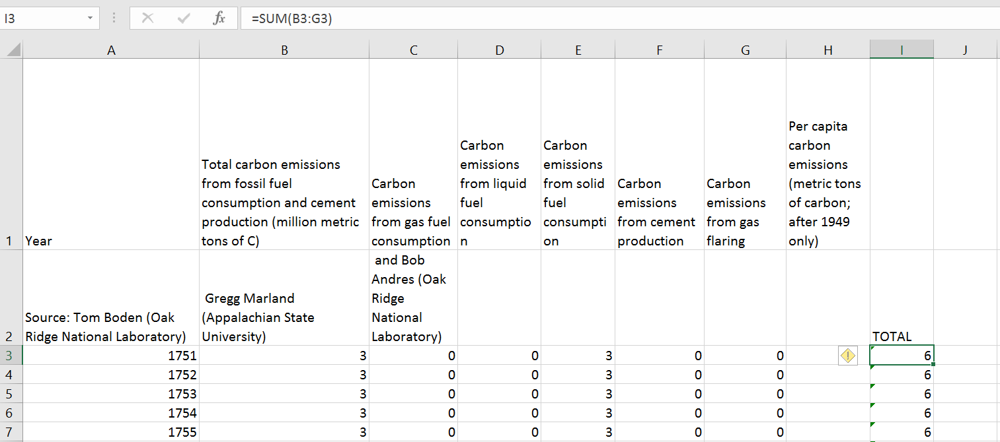 I3
fx
=SUM(B3:G3)
A B C D E F G H I J
1
Year
Total carbon emissions
from fossil fuel
consumption and cement
production (million metric
tons of C)
Carbon
emissions
from gas fuel
consumption
Carbon
emissions
from liquid
fuel
consumptio
n
Carbon
emissions
from solid
fuel
consumpti
on
Carbon
emissions
from cement
production
Carbon
emissions
from gas
flaring
Per capita
carbon
emissions
(metric tons
of carbon;
after 1949
only)
2
Source: Tom Boden (Oak
Ridge National Laboratory)
Gregg Marland
(Appalachian State
University)
and Bob
Andres (Oak
Ridge
National
Laboratory)
TOTAL
3 1751 3 0 0 3 0 0 6
4 1752 3 0 0 3 0 0 6
5 1753 3 0 0 3 0 0 6
6 1754 3 0 0 3 0 0 6
7 1755 3 0 0 3 0 0 6